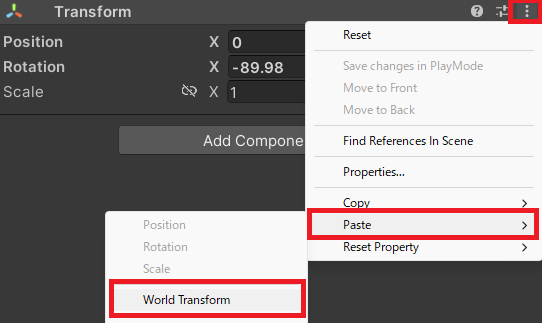 Transform
Position X 0
Rotation X -89.98
Scale X 1
Add Compone
Reset
Save changes in PlayMode
Move to Front
Move to Back
Find References In Scene
Properties...
Copy
Paste
Reset Property
Position
Rotation
Scale
World Transform